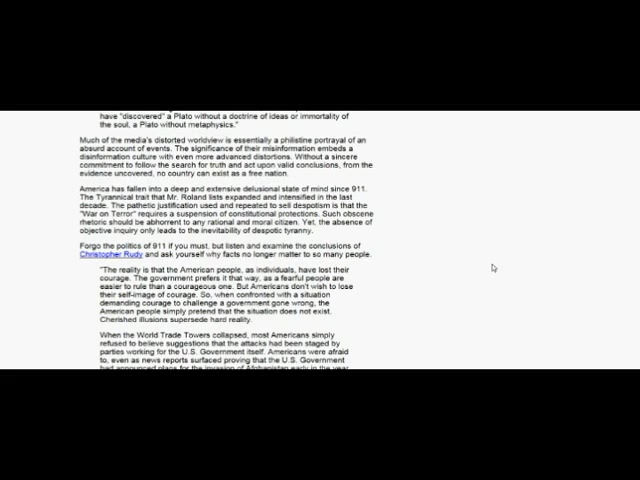 have "discovered" a Plato without a doctrine of ideas or immortality of
the soul, a Plato without metaphysics."
Much of the media's distorted worldview is essentially a philistine portrayal of an
absurd account of events. The significance of their misinformation embeds a
disinformation culture with even more advanced distortions. Without a sincere
commitment to follow the search for truth and act upon valid conclusions, from the
evidence uncovered, no country can exist as a free nation.
America has fallen into a deep and extensive delusional state of mind since 911.
The Tyrannical trait that Mr. Roland lists expanded and intensified in the last
decade. The pathetic justification used and repeated to sell despotism is that the
"War on Terror" requires a suspension of constitutional protections. Such obscene
rhetoric should be abhorrent to any rational and moral citizen. Yet, the absence of
objective inquiry only leads to the inevitability of despotic tyranny.
Forgo the politics of 911 if you must, but listen and examine the conclusions of
Christopher Rudy and ask yourself why facts no longer matter to so many people.
"The reality is that the American people, as individuals, have lost their
courage. The government prefers it that way, as a fearful people are
easier to rule than a courageous one. But Americans don't wish to lose
their self-image of courage. So, when confronted with a situation
demanding courage to challenge a government gone wrong, the
American people simply pretend that the situation does not exist.
Cherished illusions supersede hard reality.
When the World Trade Towers collapsed, most Americans simply
refused to believe suggestions that the attacks had been staged by
parties working for the U.S. Government itself. Americans were afraid
to, even as news reports surfaced proving that the U.S. Government
had announced plans for the invasion of Afghanistan early in the year